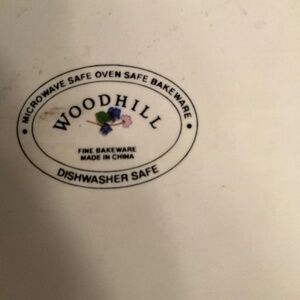 • MICROWAVE SAFE OVEN SAFE BAKEWARE •
WOODHILL
FINE BAKEWARE
MADE IN CHINA
DISHWASHER SAFE